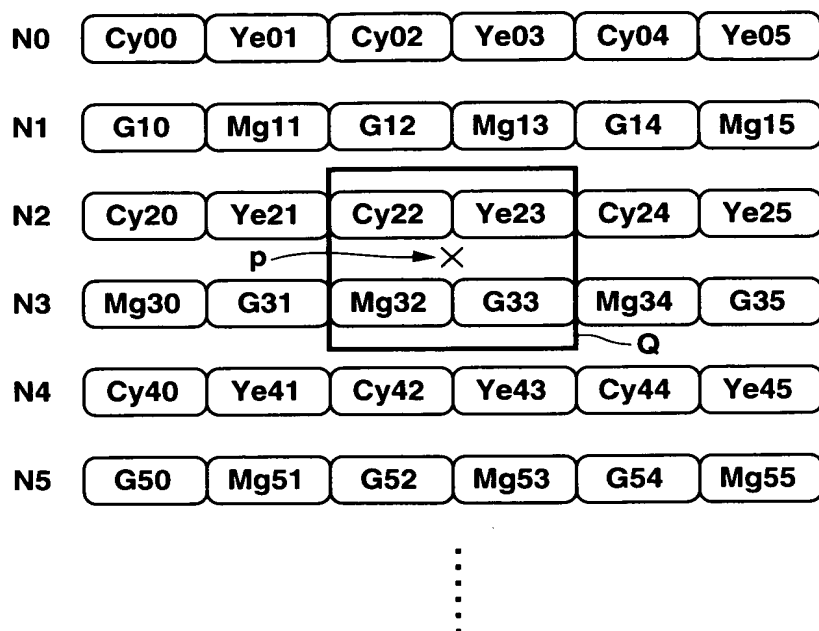 N0 Cy00 Ye01 Cy02 Ye03 Cy04 Ye05
N1 G10 Mg11 G12 Mg13 G14 Mg15
N2 Cy20 Ye21 Cy22 Ye23 Cy24 Ye25
p
N3 Mg30 G31 Mg32 G33 Mg34 G35
Q
N4 Cy40 Ye41 Cy42 Ye43 Cy44 Ye45
N5 G50 Mg51 G52 Mg53 G54 Mg55